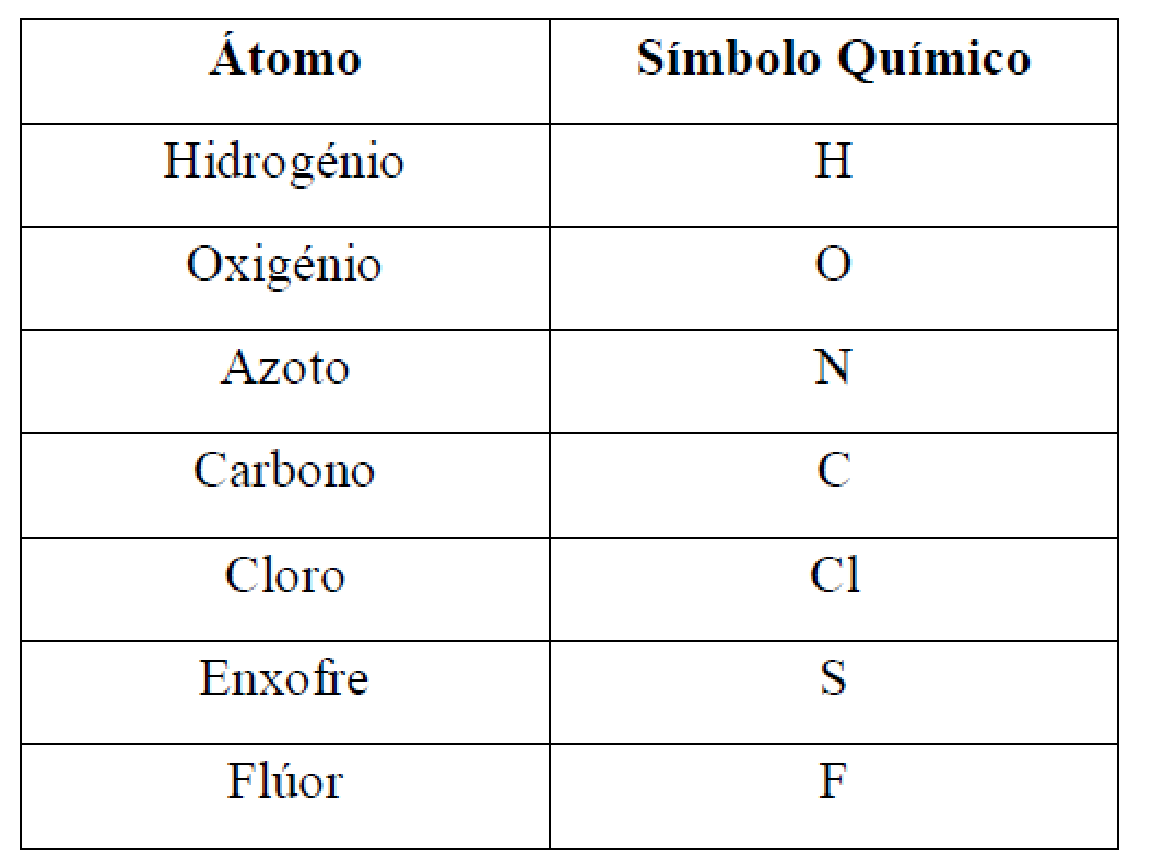 Átomo Símbolo Químico
Hidrogénio H
Oxigénio O
Azoto N
Carbono C
Cloro Cl
Enxofre S
Flúor F